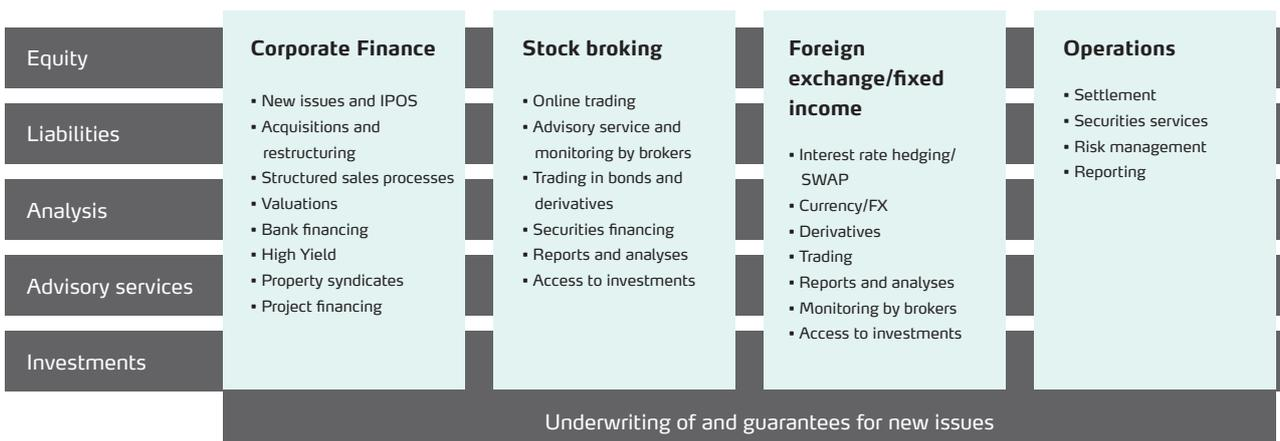 Equity
Liabilities
Analysis
Advisory services
Investments
Corporate Finance
▪ New issues and IPOS
▪ Acquisitions and
restructuring
▪ Structured sales processes
▪ Valuations
▪ Bank financing
▪ High Yield
▪ Property syndicates
▪ Project financing
Stock broking
▪ Online trading
▪ Advisory service and
monitoring by brokers
▪ Trading in bonds and
derivatives
▪ Securities financing
▪ Reports and analyses
▪ Access to investments
Foreign
exchange/fixed
income
▪ Interest rate hedging/
SWAP
▪ Currency/FX
▪ Derivatives
▪ Trading
▪ Reports and analyses
▪ Monitoring by brokers
▪ Access to investments
Operations
▪ Settlement
▪ Securities services
▪ Risk management
▪ Reporting
Underwriting of and guarantees for new issues